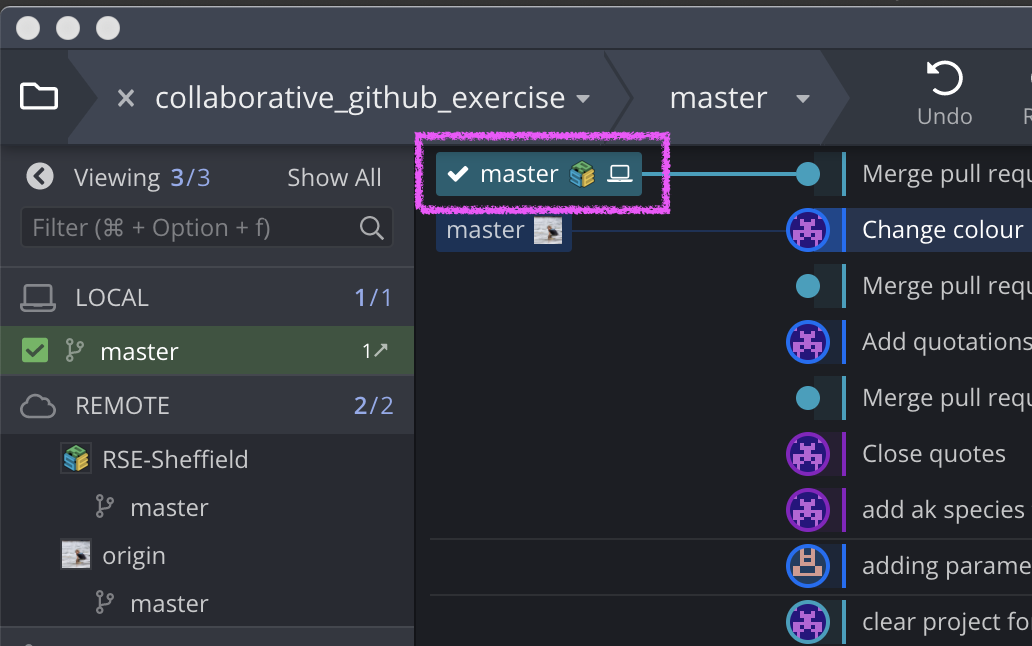 collaborative_github_exercise
master
Undo
Viewing 3/3
Show All
Filter (⌘ + Option + f)
LOCAL 1/1
master 1↗
REMOTE 2/2
RSE-Sheffield
master
origin
master
master
master
Merge pull requ
Change colour
Merge pull requ
Add quotations
Merge pull requ
Close quotes
add ak species
adding parame
clear project fo